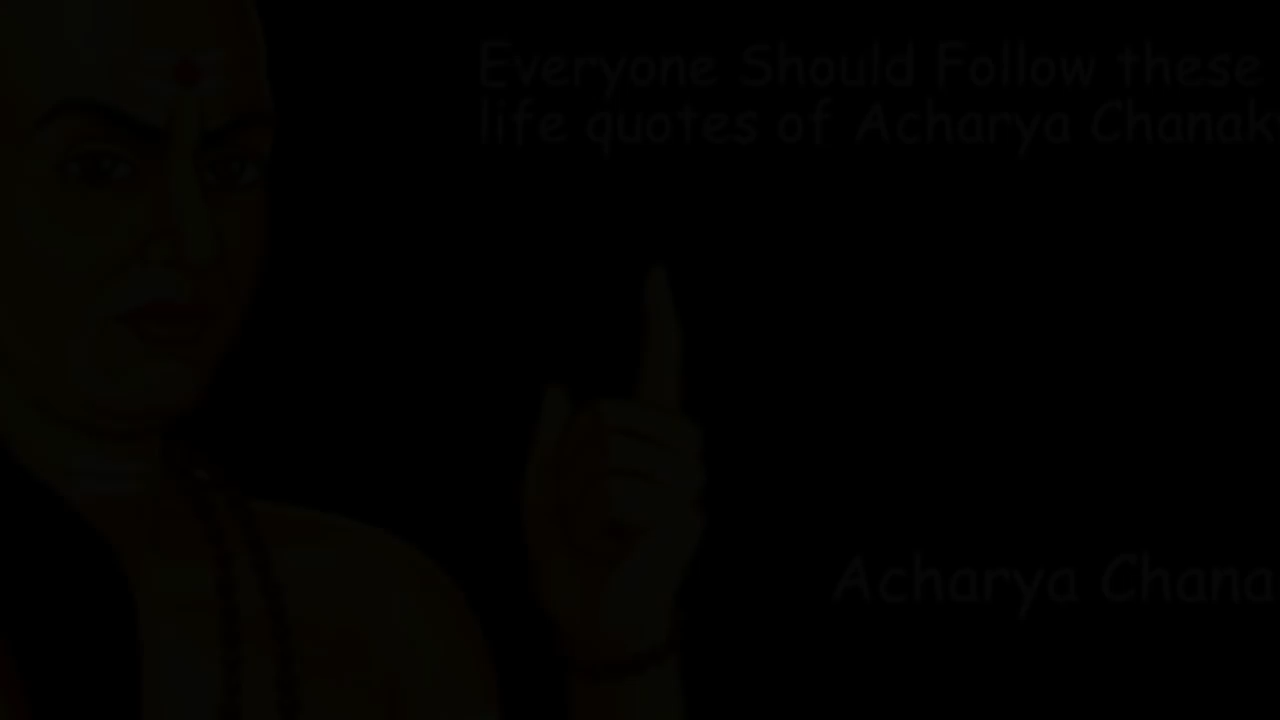 Everyone Should Follow these
life quotes of Acharya Chanak
Acharya Chana